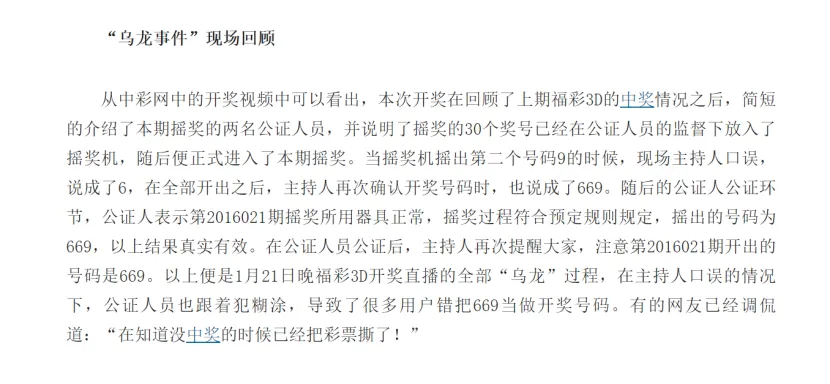 “乌龙事件”现场回顾
从中彩网中的开奖视频中可以看出，本次开奖在回顾了上期福彩3D的中奖情况之后，简短
的介绍了本期摇奖的两名公证人员，并说明了摇奖的30个奖号已经在公证人员的监督下放入了
摇奖机，随后便正式进入了本期摇奖。当摇奖机摇出第二个号码9的时候，现场主持人口误，
说成了6，在全部开出之后，主持人再次确认开奖号码时，也说成了669。随后的公证人公证环
节，公证人表示第2016021期摇奖所用器具正常，摇奖过程符合预定规则规定，摇出的号码为
669，以上结果真实有效。在公证人员公证后，主持人再次提醒大家，注意第2016021期开出的
号码是669。以上便是1月21日晚福彩3D开奖直播的全部“乌龙”过程，在主持人口误的情况
下，公证人员也跟着犯糊涂，导致了很多用户错把669当做开奖号码。有的网友已经调侃
道：“在知道没中奖的时候已经把彩票撕了！”